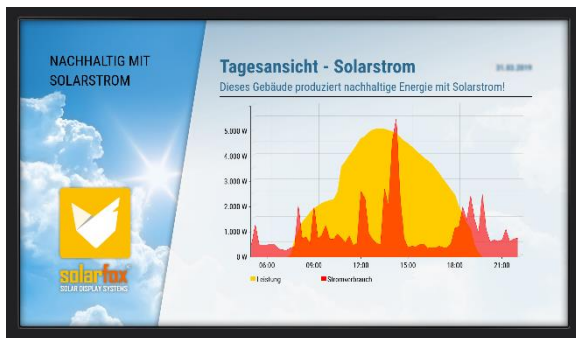 NACHHALTIG MIT
SOLARSTROM
Tagesansicht - Solarstrom
31.03.2019
Dieses Gebäude produziert nachhaltige Energie mit Solarstrom!
5.000 W
4.000 W
3.000 W
2.000 W
1.000 W
0 W
06:00 09:00 12:00 15:00 18:00 21:00
Leistung Stromverbrauch
solarfox
SOLAR DISPLAY SYSTEMS